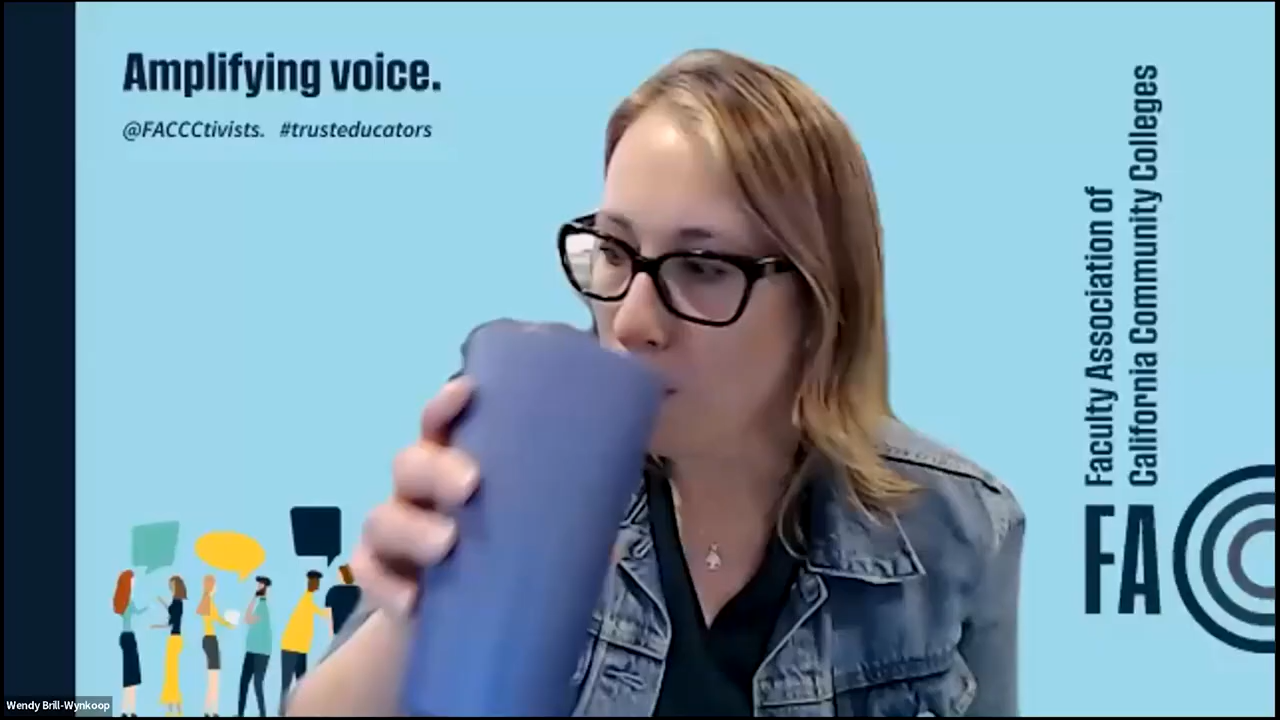 Amplifying voice.
@FACCCtivists. #trusteducators
Faculty Association of
California Community Colleges
FA
Wendy Brill-Wynkoop